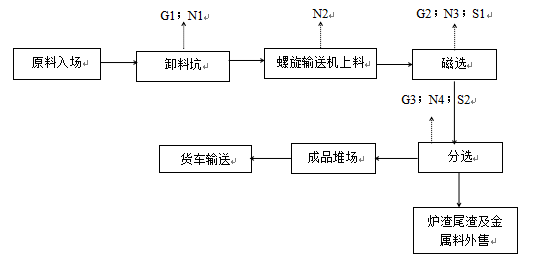 G1；N1
N2
G2；N3；S1
原料入场
卸料坑
螺旋输送机上料
磁选
G3；N4；S2
货车输送
成品堆场
分选
炉渣尾渣及金
属料外售